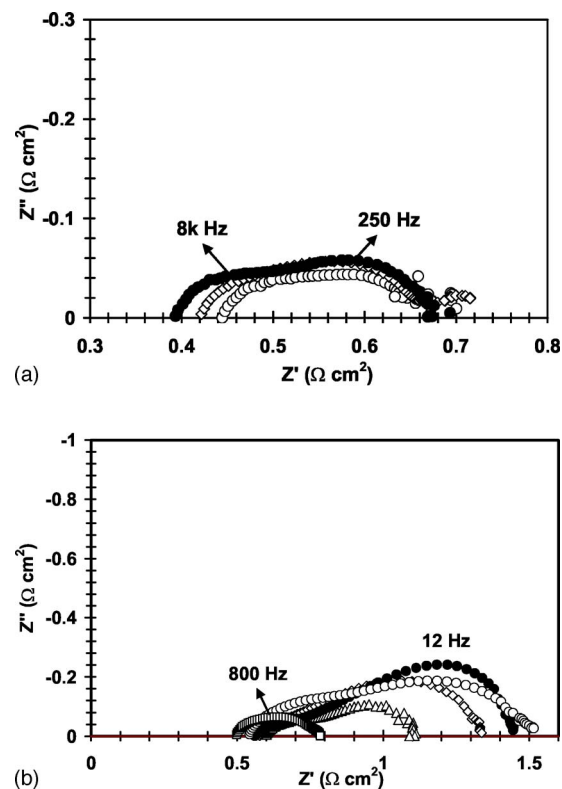 -0.3
-0.2
-0.1
0
Z" (Ω cm²)
8k Hz
250 Hz
0.3 0.4 0.5 0.6 0.7 0.8
Z' (Ω cm²)
(a)
-1
-0.8
-0.6
-0.4
-0.2
0
Z" (Ω cm²)
800 Hz
12 Hz
0 0.5 1 1.5
Z' (Ω cm²)
(b)